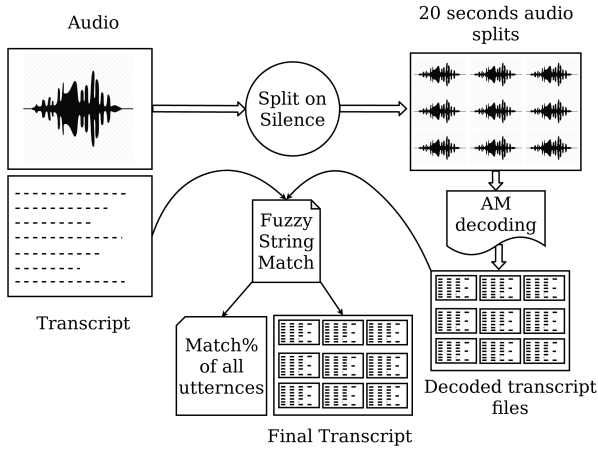 Audio
20 seconds audio
splits
Split on
Silence
AM
decoding
Fuzzy
String
Match
Transcript
Match%
of all
utternces
Decoded transcript
files
Final Transcript